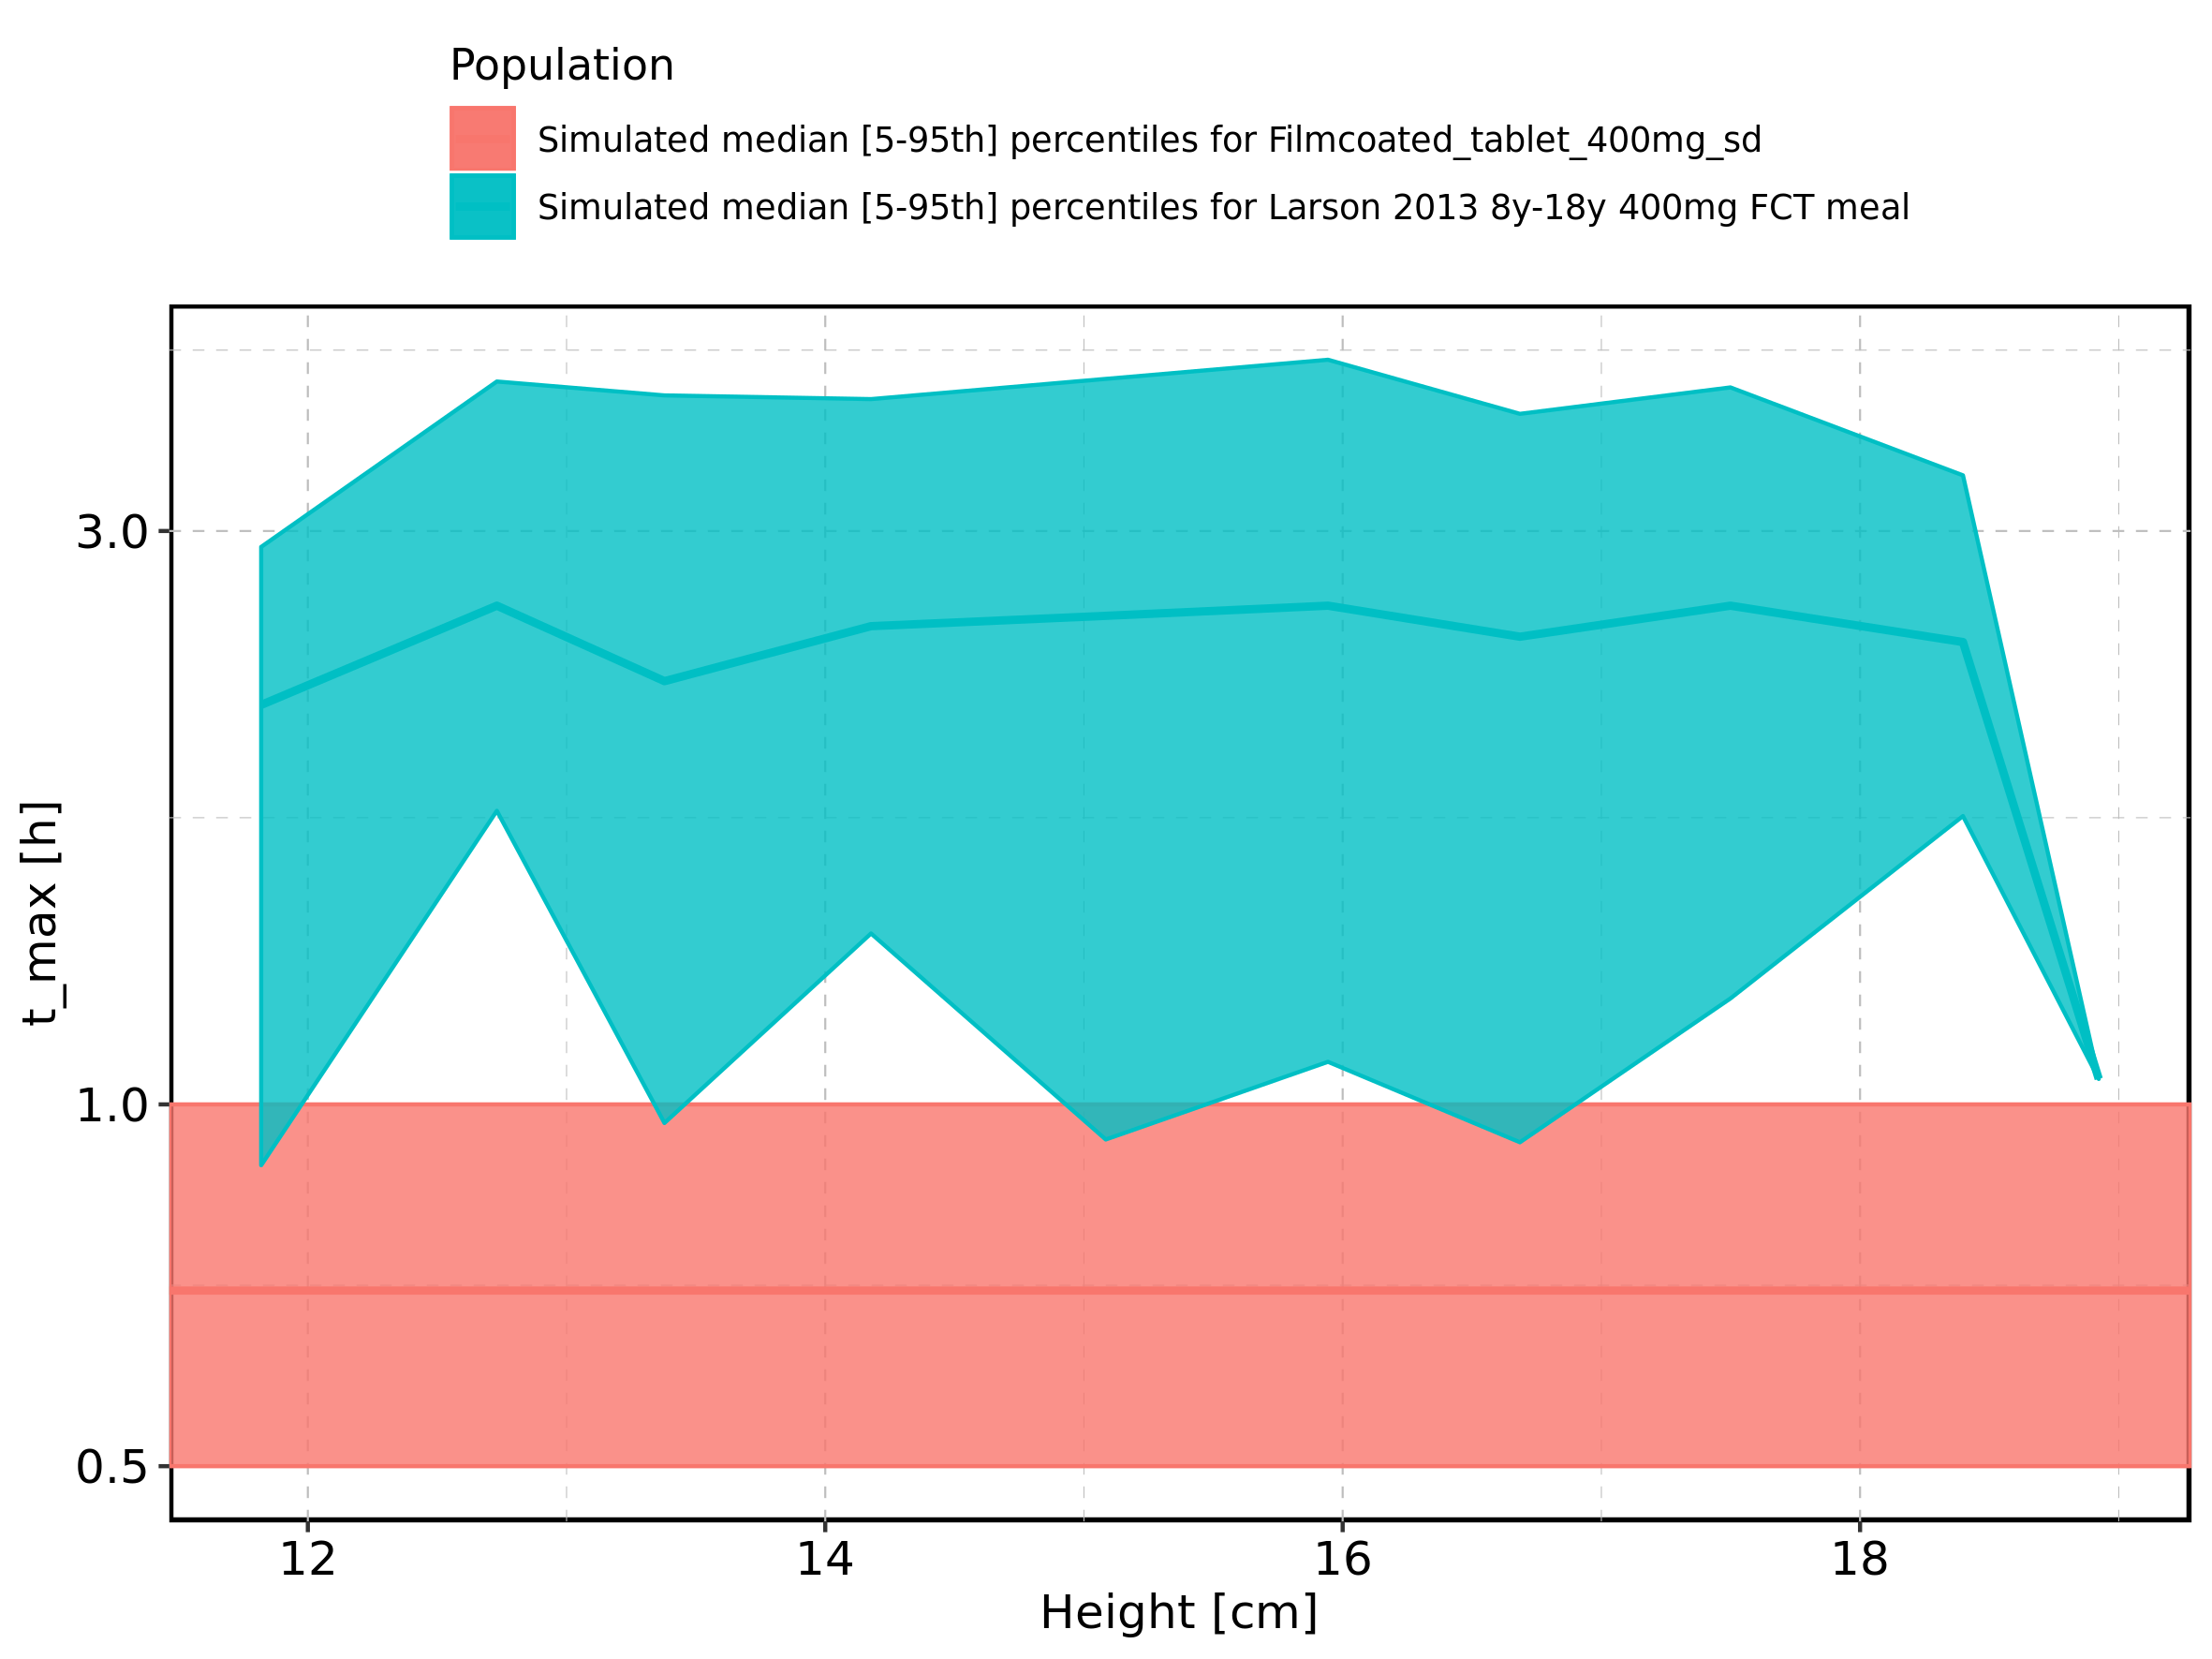 Population
Simulated median [5-95th] percentiles for Filmcoated_tablet_400mg_sd
Simulated median [5-95th] percentiles for Larson 2013 8y-18y 400mg FCT meal
3.0
1.0
0.5
t_max [h]
12 14 16 18
Height [cm]